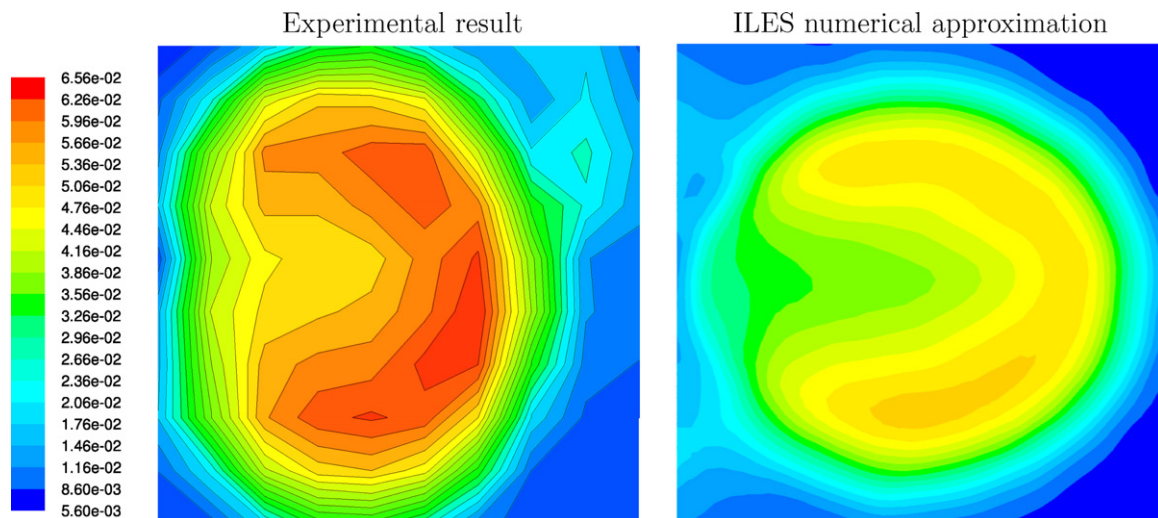 Experimental result
ILES numerical approximation
6.56e-02
6.26e-02
5.96e-02
5.66e-02
5.36e-02
5.06e-02
4.76e-02
4.46e-02
4.16e-02
3.86e-02
3.56e-02
3.26e-02
2.96e-02
2.66e-02
2.36e-02
2.06e-02
1.76e-02
1.46e-02
1.16e-02
8.60e-03
5.60e-03